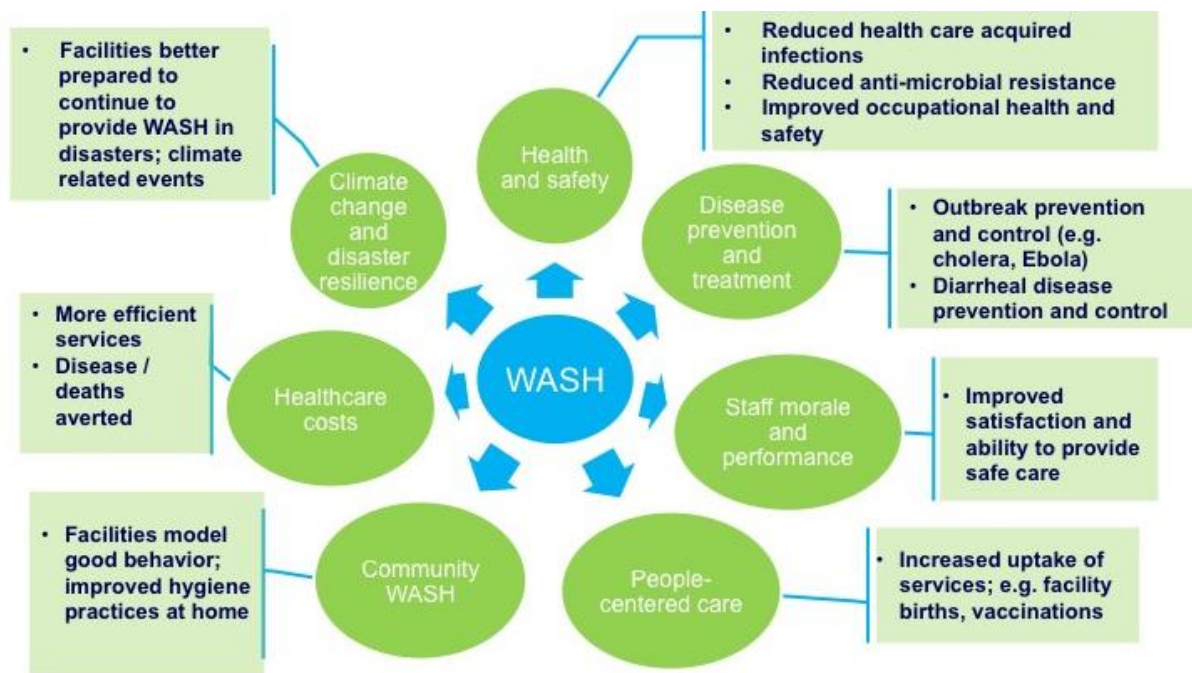 • Facilities better
prepared to
continue to
provide WASH in
disasters; climate
related events
• Reduced health care acquired
infections
• Reduced anti-microbial resistance
• Improved occupational health and
safety
Health
and safety
Climate
change
and
disaster
resilience
Disease
prevention
and
treatment
• Outbreak prevention
and control (e.g.
cholera, Ebola)
• Diarrheal disease
prevention and control
• More efficient
services
• Disease /
deaths
averted
Healthcare
costs
WASH
Staff morale
and
performance
• Improved
satisfaction and
ability to provide
safe care
• Facilities model
good behavior;
improved hygiene
practices at home
Community
WASH
People-
centered care
• Increased uptake of
services; e.g. facility
births, vaccinations